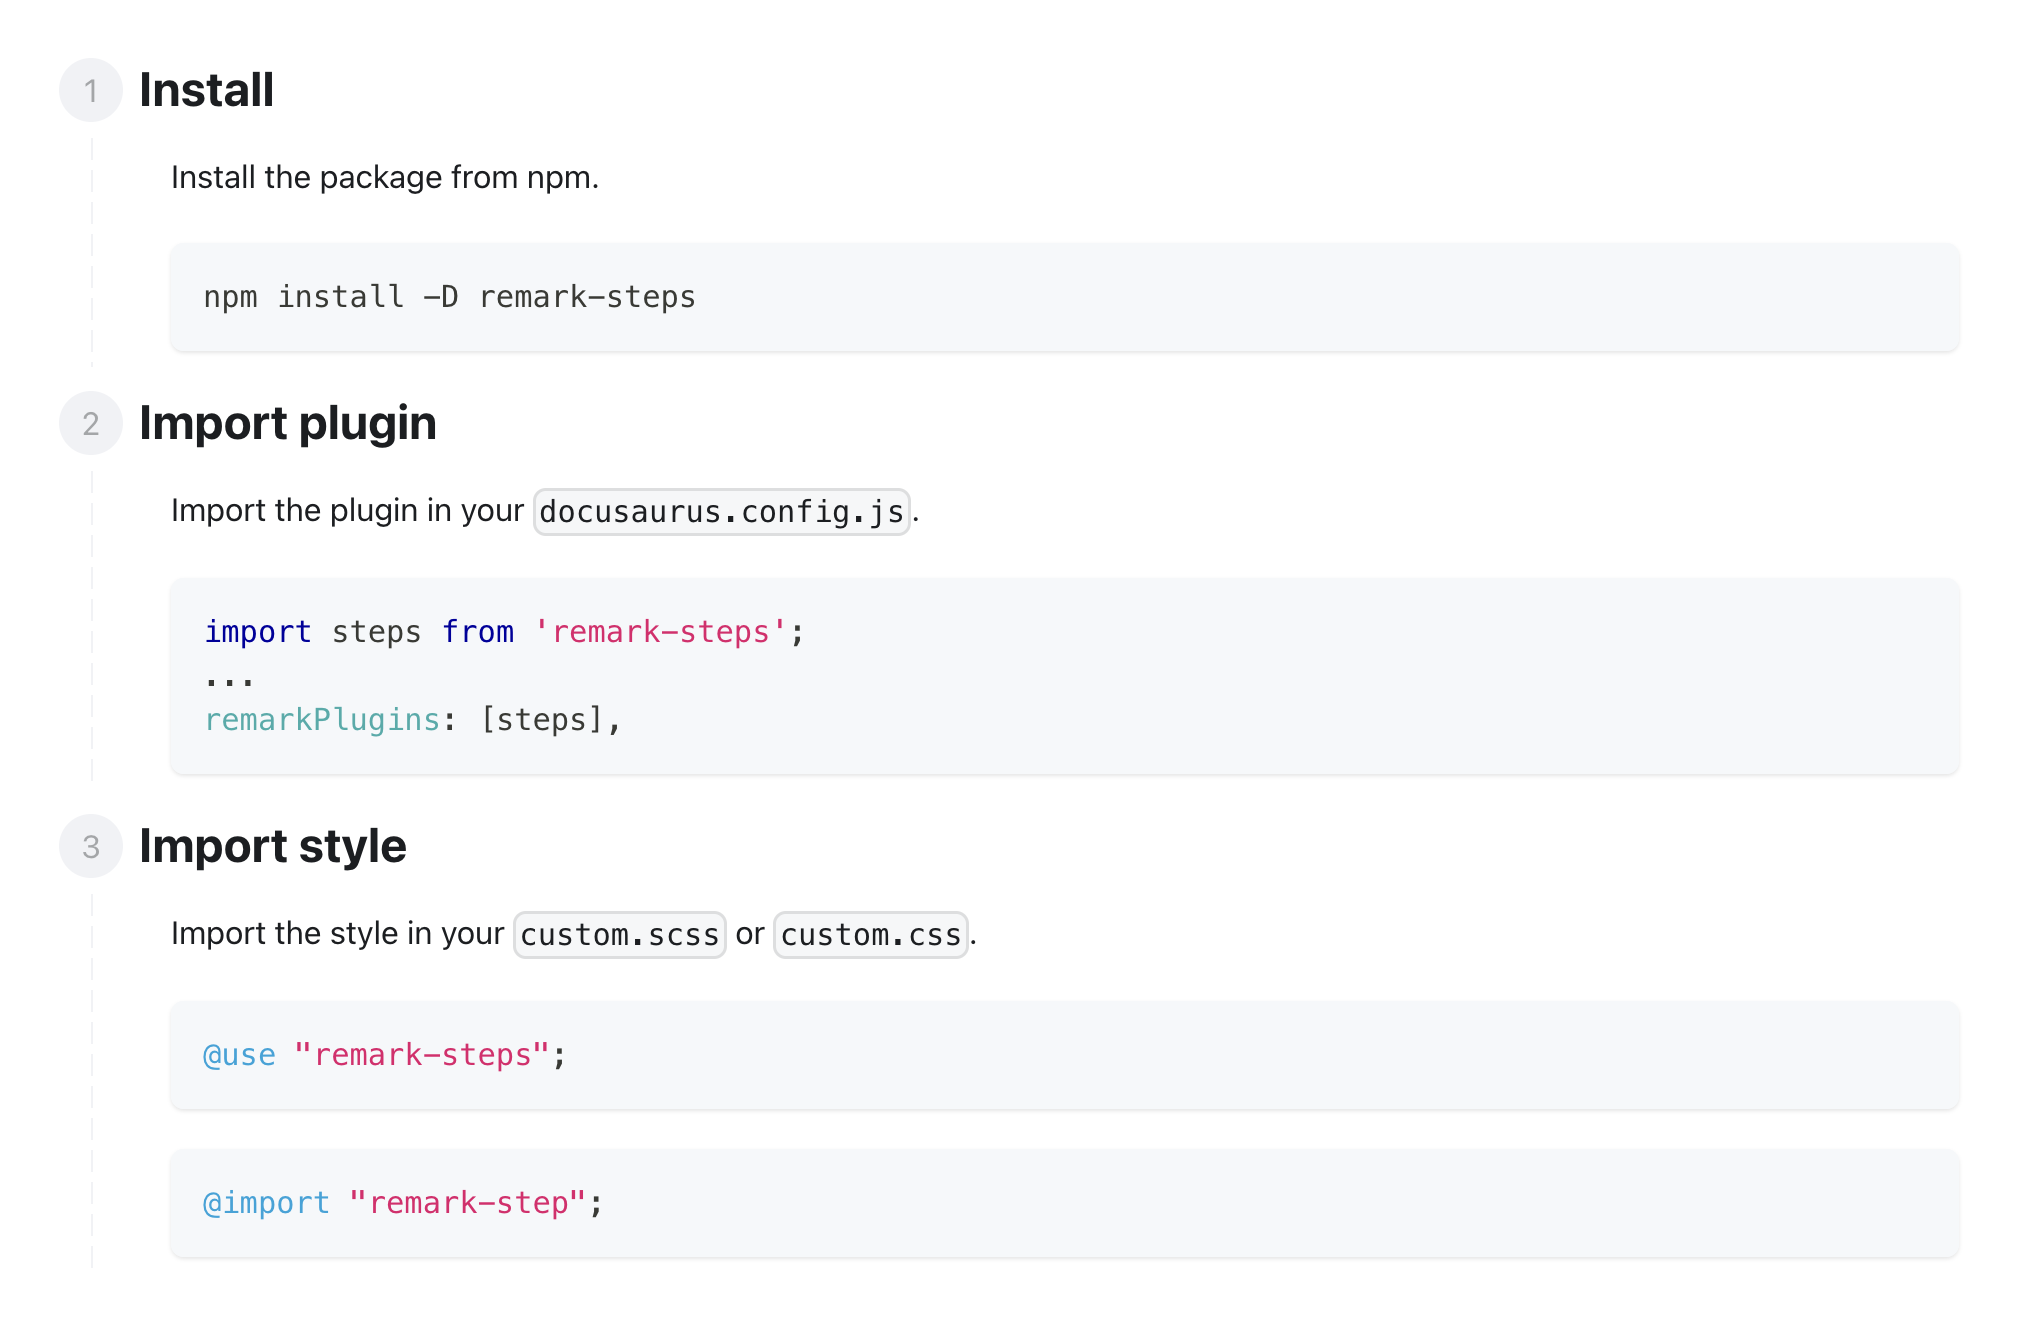 1 Install
Install the package from npm.
npm install -D remark-steps
2 Import plugin
Import the plugin in your docusaurus.config.js.
import steps from 'remark-steps';
...
remarkPlugins: [steps],
3 Import style
Import the style in your custom.scss or custom.css.
@use "remark-steps";
@import "remark-step";